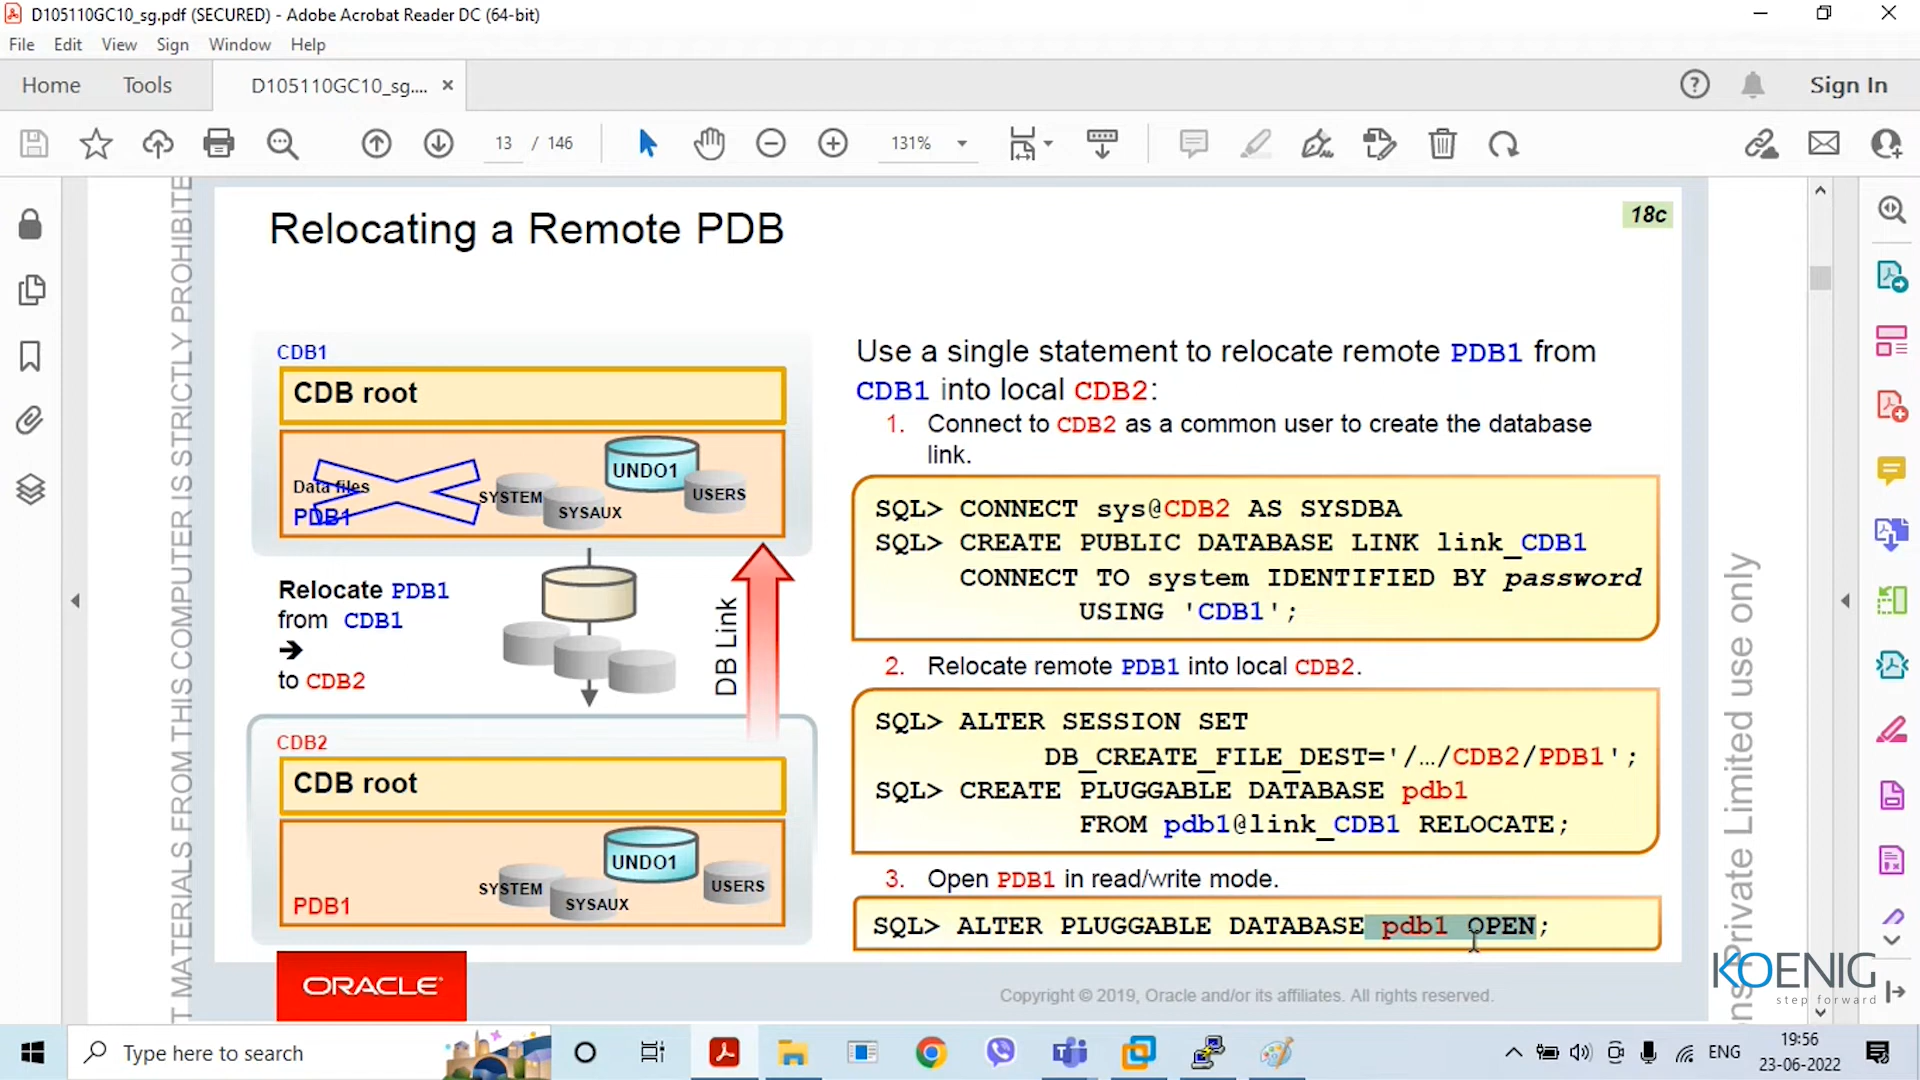 D105110GC10_sg.pdf (SECURED) - Adobe Acrobat Reader DC (64-bit)
File Edit View Sign Window Help
Home Tools D105110GC10_sg.... × Sign In
13 / 146 131%
Relocating a Remote PDB
18c
CDB1
CDB root
Data files
PDB1
SYSTEM
SYSAUX
UNDO1
USERS
Relocate PDB1
from CDB1
➔
to CDB2
DB Link
CDB2
CDB root
PDB1
SYSTEM
SYSAUX
UNDO1
USERS
Use a single statement to relocate remote PDB1 from
CDB1 into local CDB2:
1. Connect to CDB2 as a common user to create the database
link.
SQL> CONNECT sys@CDB2 AS SYSDBA
SQL> CREATE PUBLIC DATABASE LINK link_CDB1
CONNECT TO system IDENTIFIED BY password
USING 'CDB1';
2. Relocate remote PDB1 into local CDB2.
SQL> ALTER SESSION SET
DB_CREATE_FILE_DEST='/…/CDB2/PDB1';
SQL> CREATE PLUGGABLE DATABASE pdb1
FROM pdb1@link_CDB1 RELOCATE;
3. Open PDB1 in read/write mode.
SQL> ALTER PLUGGABLE DATABASE pdb1 OPEN;
ORACLE
Copyright © 2019, Oracle and/or its affiliates. All rights reserved.
T MATERIALS FROM THIS COMPUTER IS STRICTLY PROHIBITE
ons Private Limited use only
KOENIG
step forward
Type here to search
ENG
19:56
23-06-2022